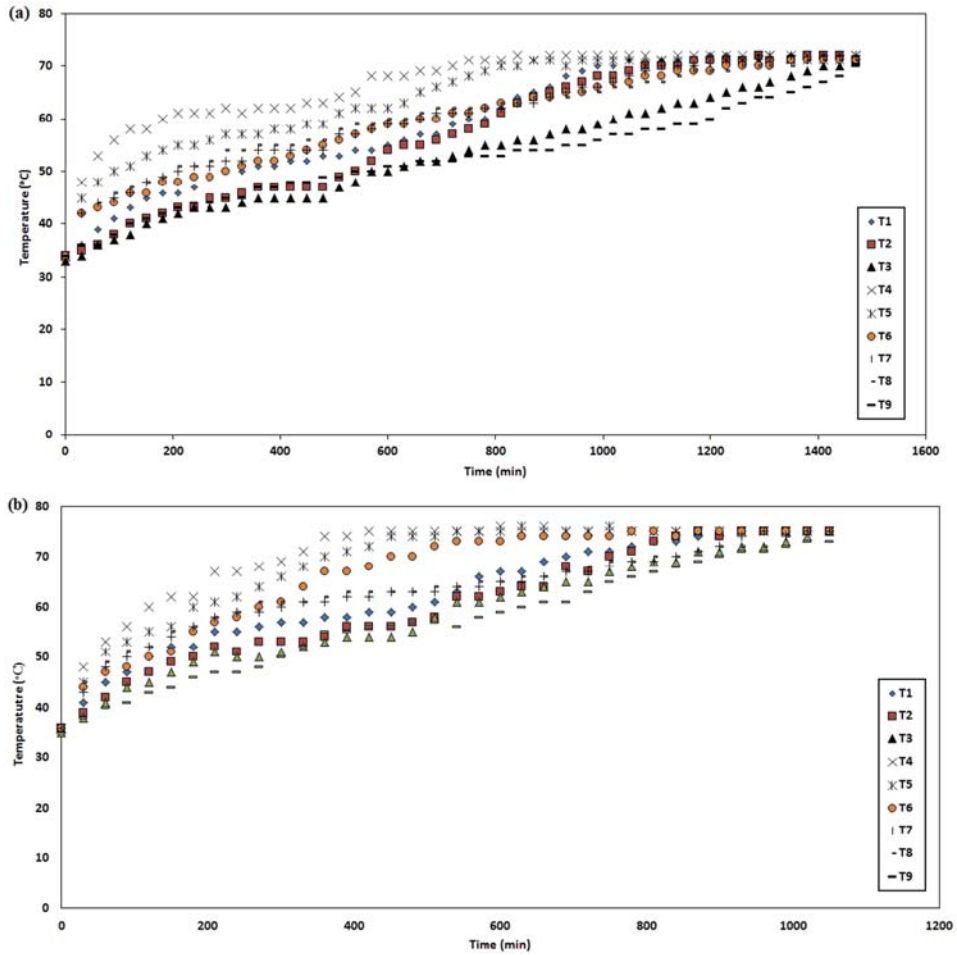 (a)
80
70
60
50
40
30
20
10
0
Temperature (°C)
0 200 400 600 800 1000 1200 1400 1600
Time (min)
T1
T2
T3
T4
T5
T6
T7
T8
T9
(b)
80
70
60
50
40
30
20
10
0
Temperatutre (°C)
0 200 400 600 800 1000 1200
Time (min)
T1
T2
T3
T4
T5
T6
T7
T8
T9